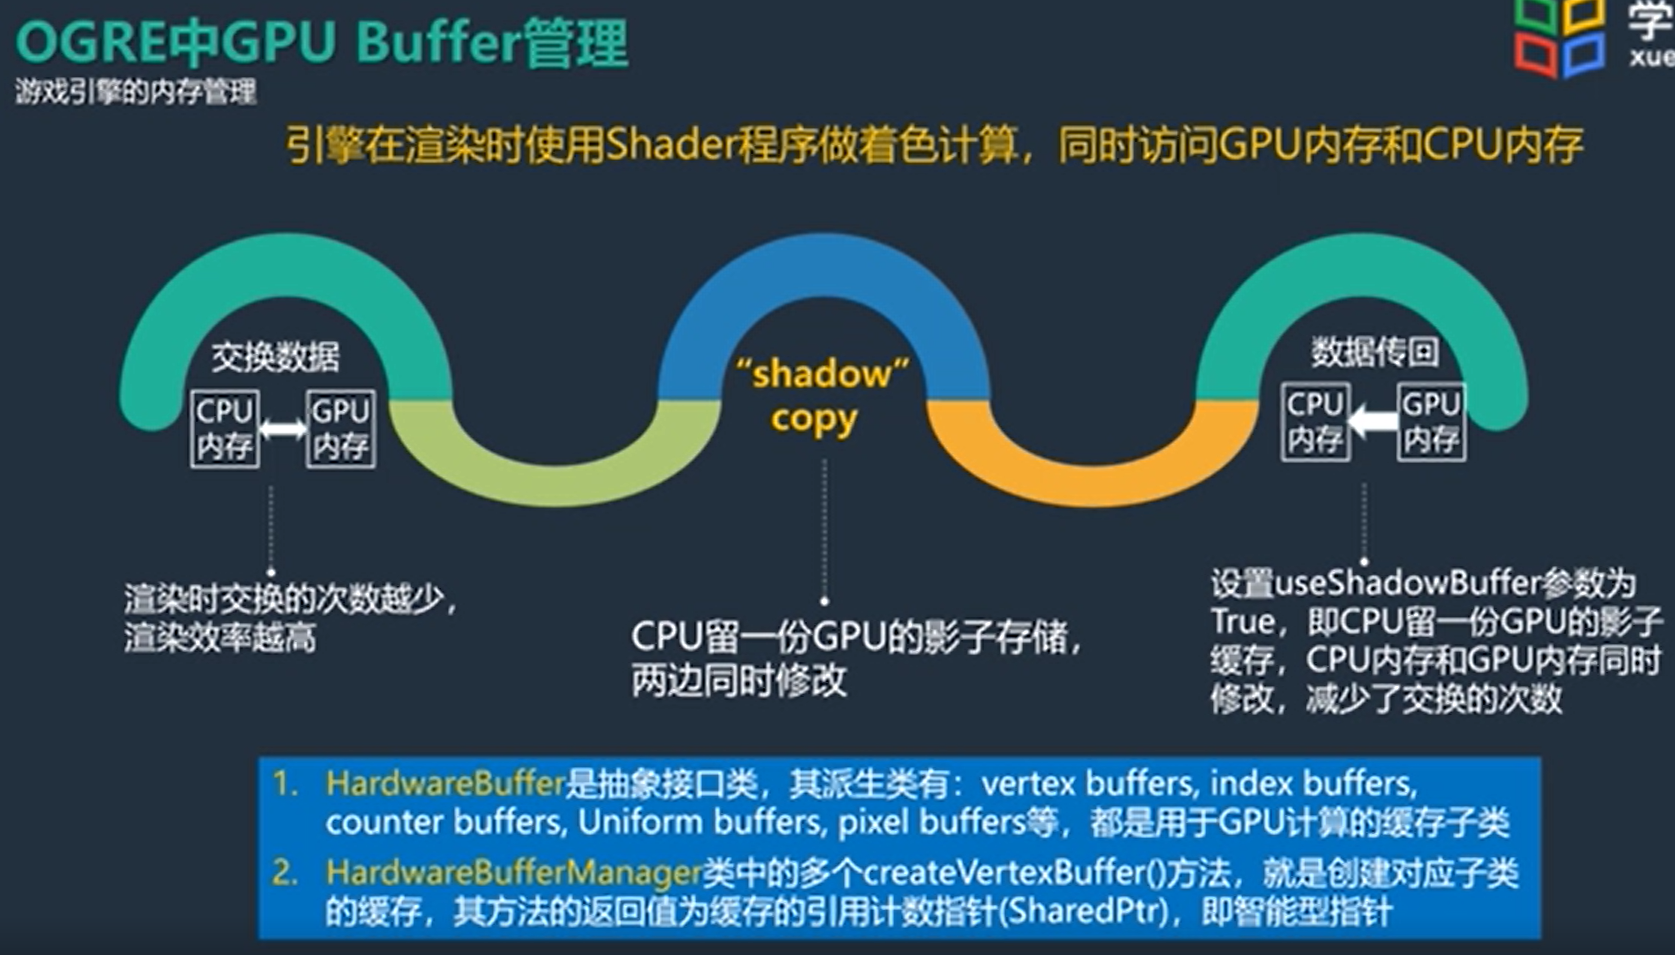 OGRE中GPU Buffer管理
游戏引擎的内存管理
学
xue
引擎在渲染时使用Shader程序做着色计算，同时访问GPU内存和CPU内存
交换数据
CPU
内存
GPU
内存
渲染时交换的次数越少，
渲染效率越高
“shadow”
copy
CPU留一份GPU的影子存储，
两边同时修改
数据传回
CPU
内存
GPU
内存
设置useShadowBuffer参数为
True，即CPU留一份GPU的影子
缓存，CPU内存和GPU内存同时
修改，减少了交换的次数
1. HardwareBuffer是抽象接口类，其派生类有：vertex buffers, index buffers,
counter buffers, Uniform buffers, pixel buffers等，都是用于GPU计算的缓存子类
2. HardwareBufferManager类中的多个createVertexBuffer()方法，就是创建对应子类
的缓存，其方法的返回值为缓存的引用计数指针(SharedPtr)，即智能型指针